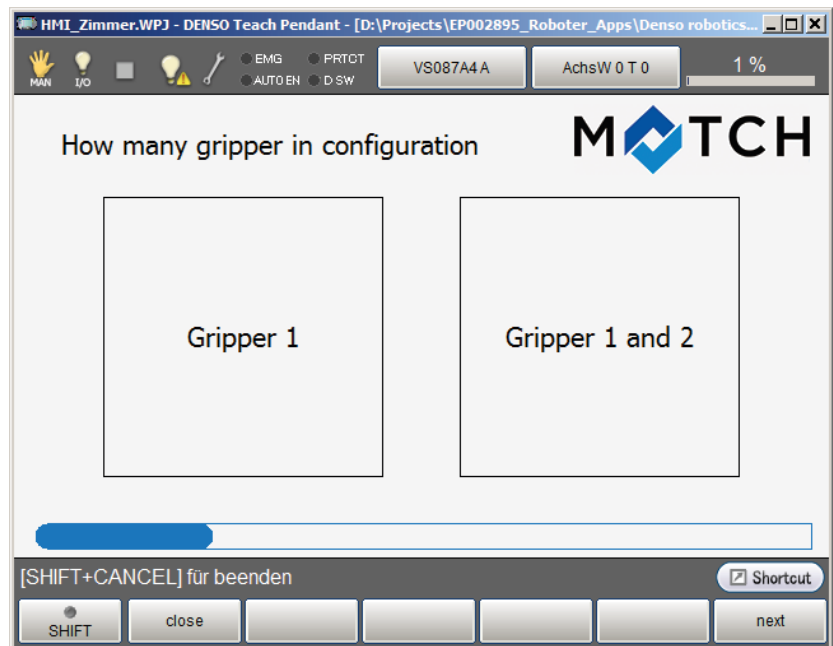 HMI_Zimmer.WPJ - DENSO Teach Pendant - [D:\Projects\EP002895_Roboter_Apps\Denso robotics...
MAN I/O EMG PRTCT
AUTO EN D SW
VS087A4 A
AchsW 0 T 0
1 %
How many gripper in configuration
MATCH
Gripper 1
Gripper 1 and 2
[SHIFT+CANCEL] für beenden
Shortcut
SHIFT
close
next